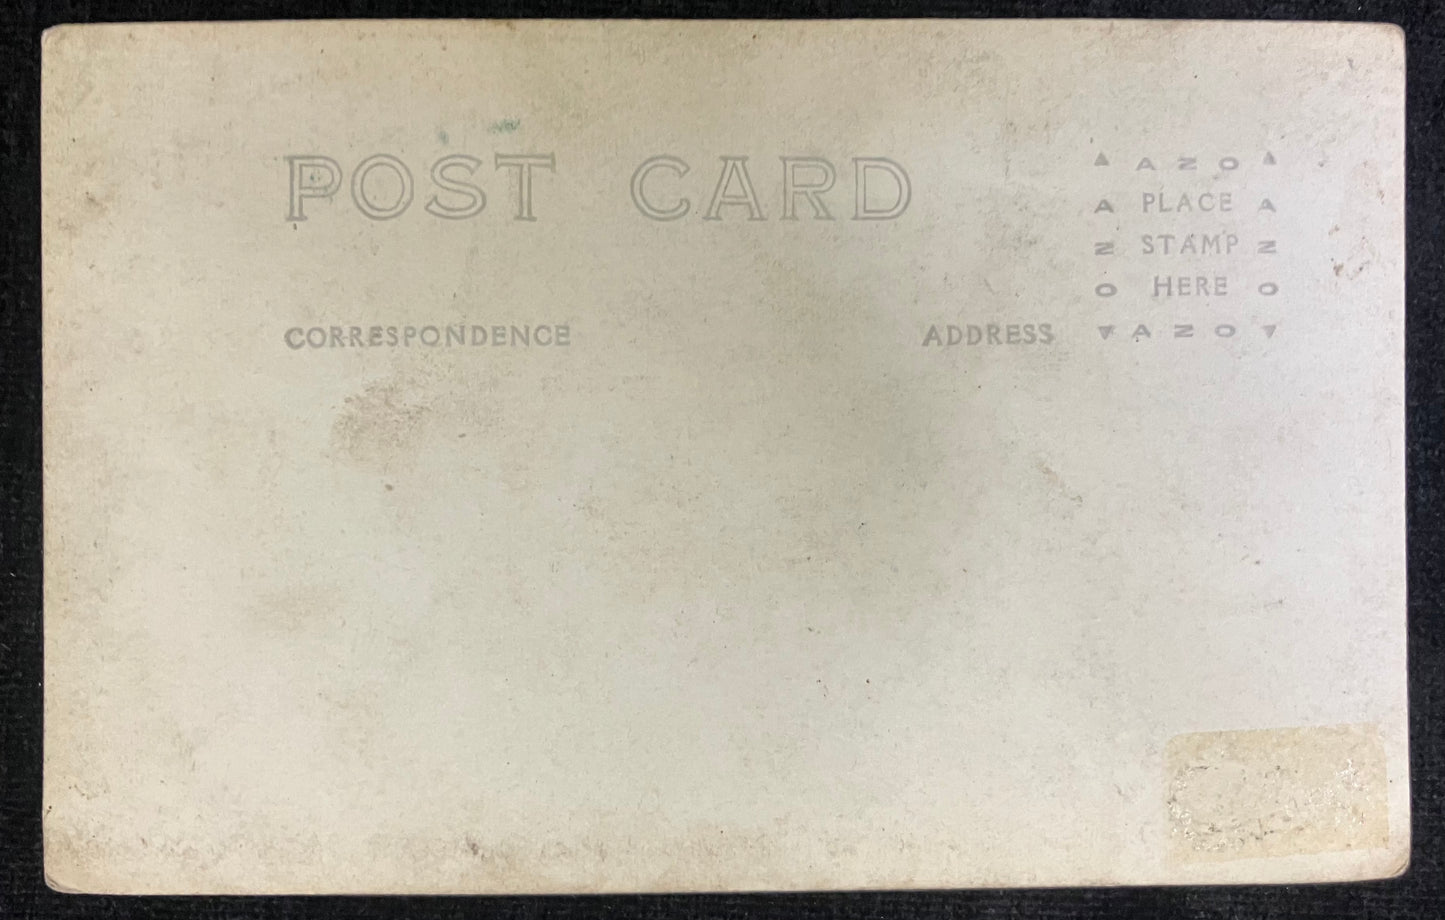 POST CARD
▲ AZO ▲
A PLACE A
Z STAMP Z
O HERE O
▼ AZO ▼
CORRESPONDENCE ADDRESS